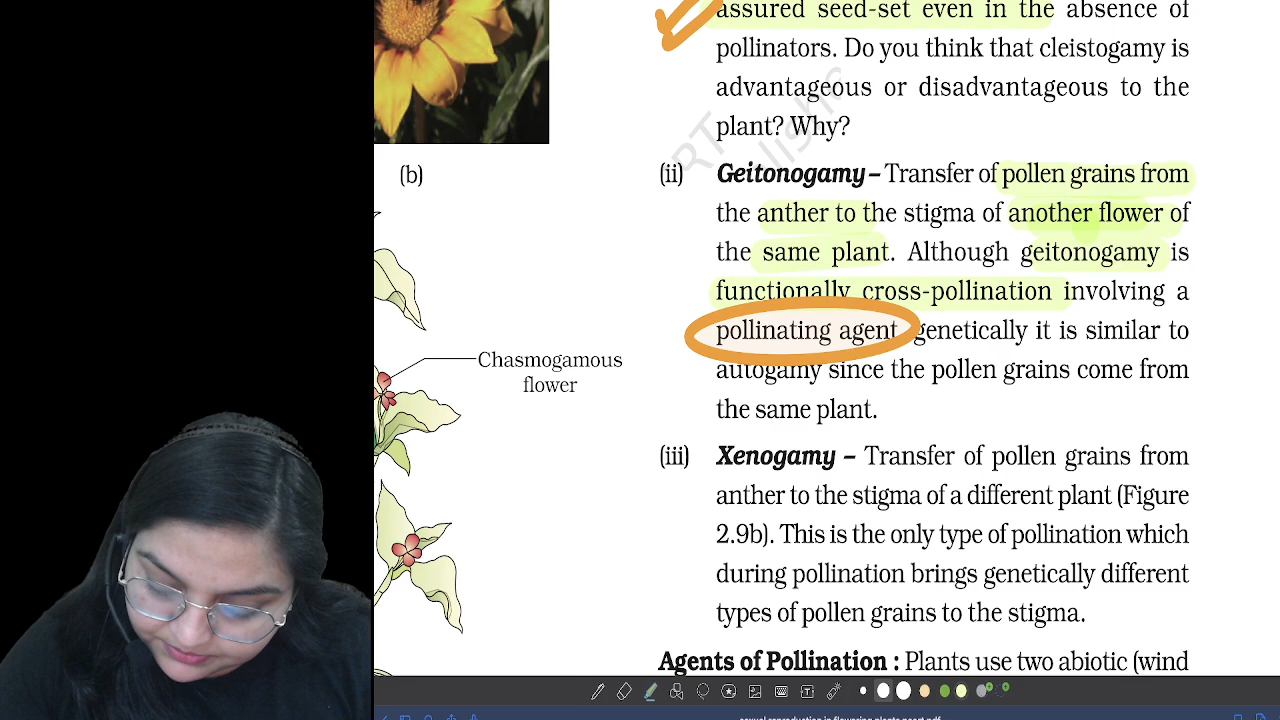 assured seed-set even in the absence of
pollinators. Do you think that cleistogamy is
advantageous or disadvantageous to the
plant? Why?
(b)
(ii) Geitonogamy – Transfer of pollen grains from
the anther to the stigma of another flower of
the same plant. Although geitonogamy is
functionally cross-pollination involving a
pollinating agent genetically it is similar to
autogamy since the pollen grains come from
the same plant.
Chasmogamous
flower
(iii) Xenogamy – Transfer of pollen grains from
anther to the stigma of a different plant (Figure
2.9b). This is the only type of pollination which
during pollination brings genetically different
types of pollen grains to the stigma.
Agents of Pollination : Plants use two abiotic (wind